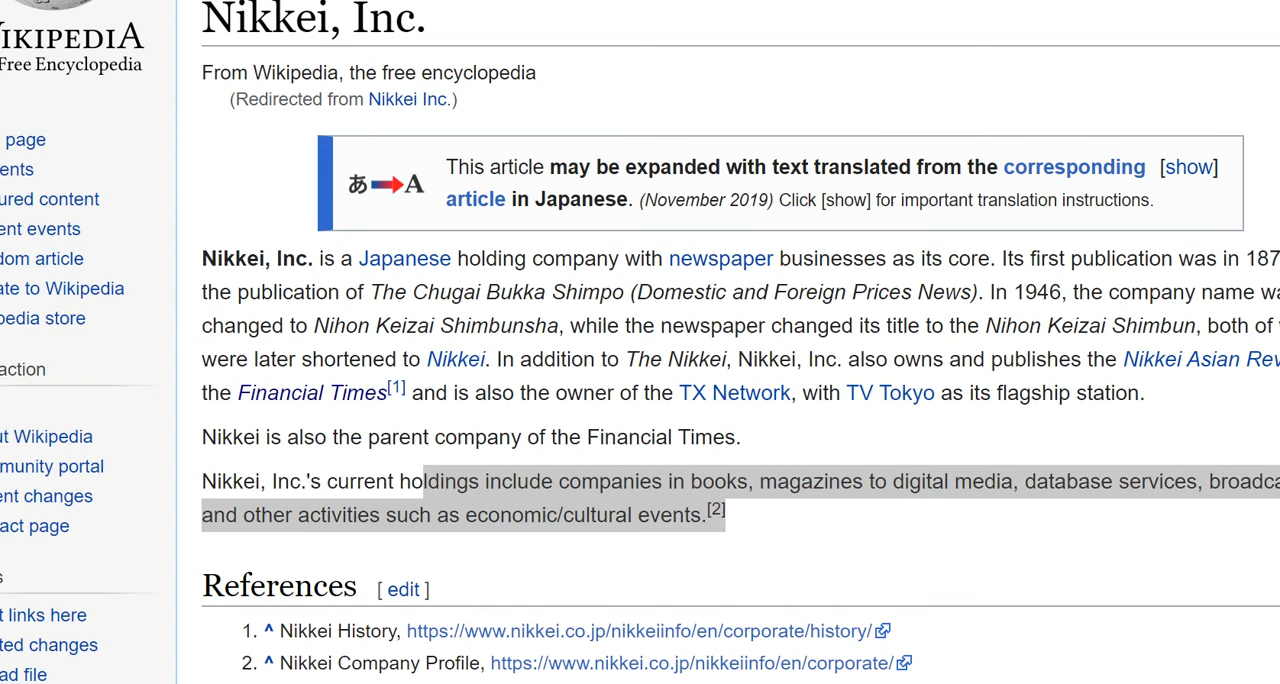 Nikkei, Inc.
IKIPEDIA
Free Encyclopedia
From Wikipedia, the free encyclopedia
(Redirected from Nikkei Inc.)
page
ents
ured content
ent events
dom article
ate to Wikipedia
pedia store
action
ut Wikipedia
munity portal
ent changes
act page
s
t links here
ted changes
ad file
あ A This article may be expanded with text translated from the corresponding [show]
article in Japanese. (November 2019) Click [show] for important translation instructions.
Nikkei, Inc. is a Japanese holding company with newspaper businesses as its core. Its first publication was in 187
the publication of The Chugai Bukka Shimpo (Domestic and Foreign Prices News). In 1946, the company name wa
changed to Nihon Keizai Shimbunsha, while the newspaper changed its title to the Nihon Keizai Shimbun, both of
were later shortened to Nikkei. In addition to The Nikkei, Nikkei, Inc. also owns and publishes the Nikkei Asian Rev
the Financial Times[1] and is also the owner of the TX Network, with TV Tokyo as its flagship station.
Nikkei is also the parent company of the Financial Times.
Nikkei, Inc.'s current holdings include companies in books, magazines to digital media, database services, broadca
and other activities such as economic/cultural events.[2]
References [ edit ]
1. ^ Nikkei History, https://www.nikkei.co.jp/nikkeiinfo/en/corporate/history/
2. ^ Nikkei Company Profile, https://www.nikkei.co.jp/nikkeiinfo/en/corporate/